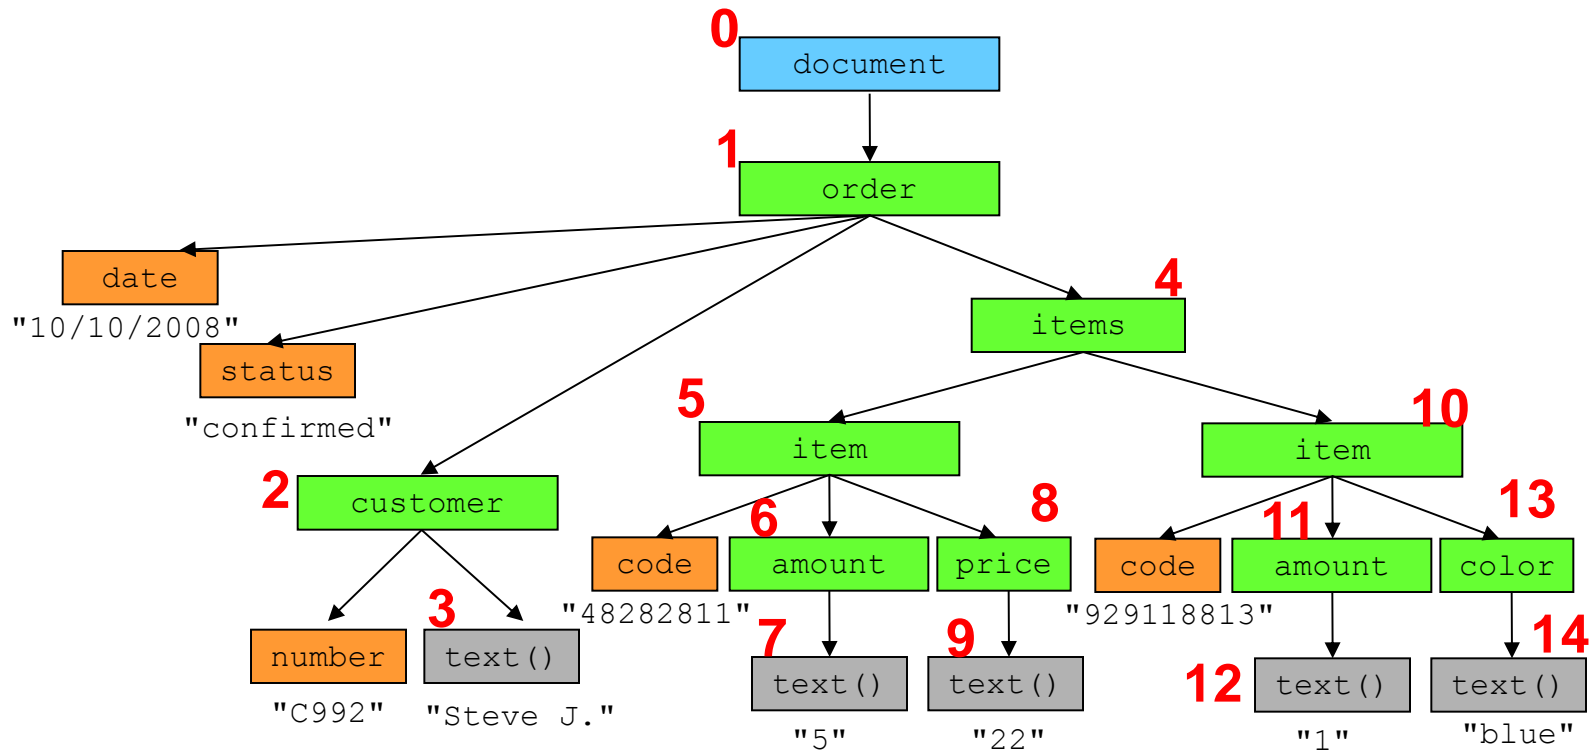 0
document
1
order
date
"10/10/2008"
status
"confirmed"
4
items
2
customer
number
"C992"
3
text()
"Steve J."
5
item
code
"48282811"
6
amount
7
text()
"5"
8
price
9
text()
"22"
10
item
code
"929118813"
11
amount
12
text()
"1"
13
color
14
text()
"blue"